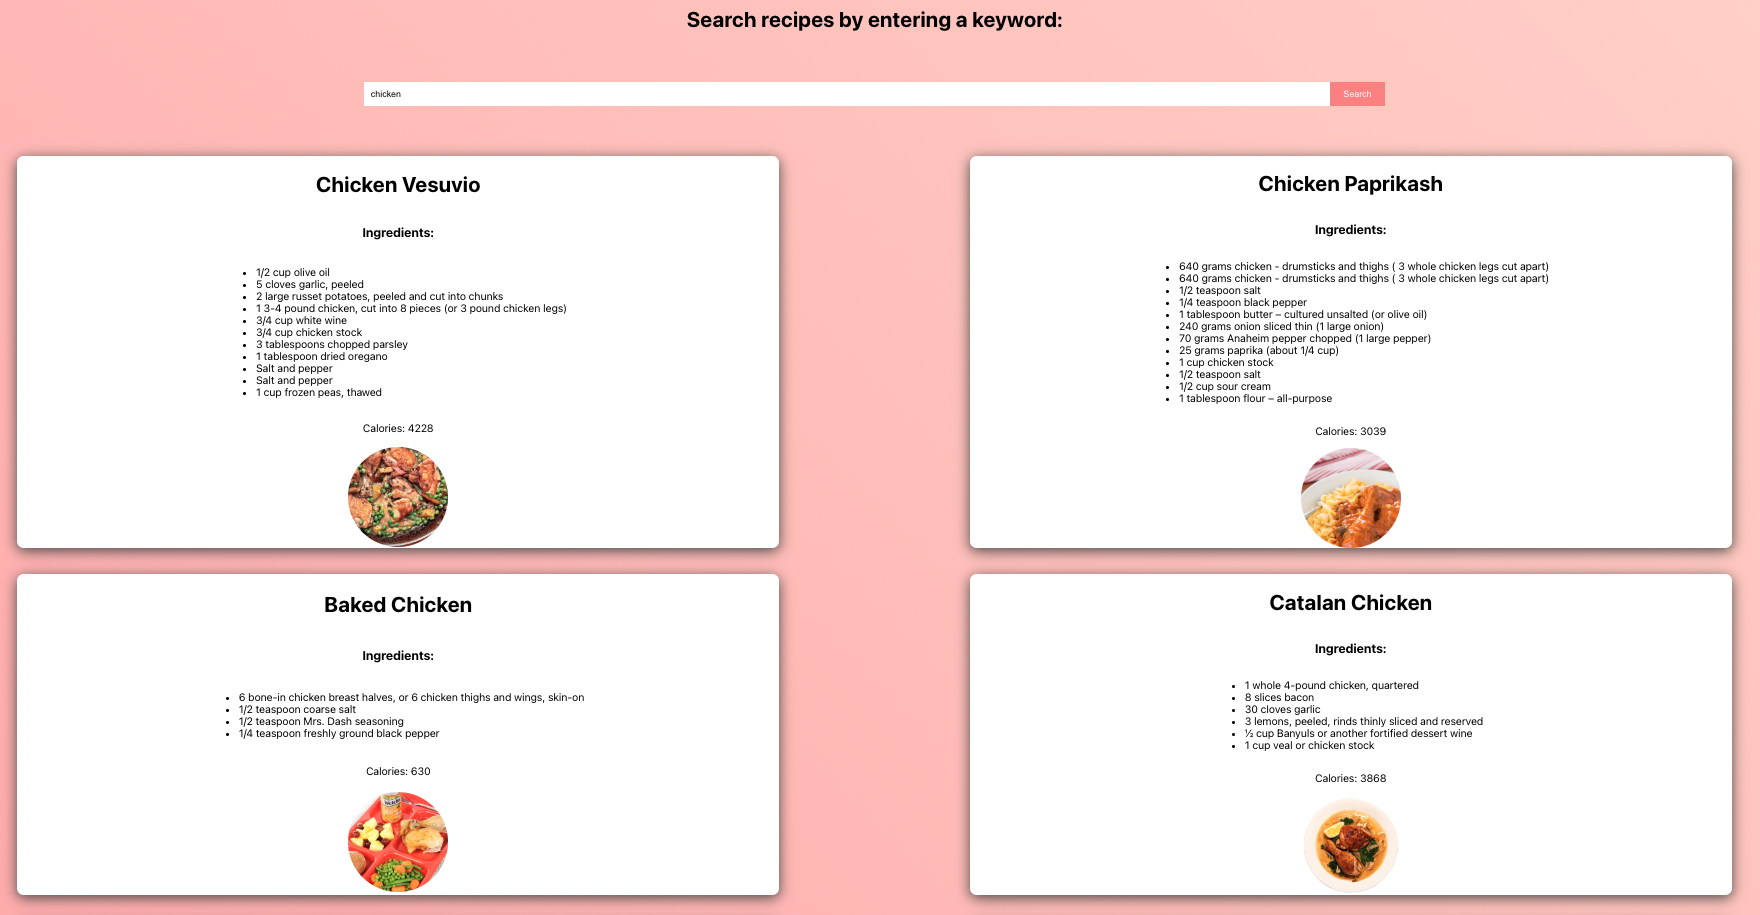 Search recipes by entering a keyword:
chicken
Search
Chicken Vesuvio
Ingredients:
1/2 cup olive oil
5 cloves garlic, peeled
2 large russet potatoes, peeled and cut into chunks
1 3-4 pound chicken, cut into 8 pieces (or 3 pound chicken legs)
3/4 cup white wine
3/4 cup chicken stock
3 tablespoons chopped parsley
1 tablespoon dried oregano
Salt and pepper
Salt and pepper
1 cup frozen peas, thawed
Calories: 4228
Chicken Paprikash
Ingredients:
640 grams chicken - drumsticks and thighs ( 3 whole chicken legs cut apart)
640 grams chicken - drumsticks and thighs ( 3 whole chicken legs cut apart)
1/2 teaspoon salt
1/4 teaspoon black pepper
1 tablespoon butter – cultured unsalted (or olive oil)
240 grams onion sliced thin (1 large onion)
70 grams Anaheim pepper chopped (1 large pepper)
25 grams paprika (about 1/4 cup)
1 cup chicken stock
1/2 teaspoon salt
1/2 cup sour cream
1 tablespoon flour – all-purpose
Calories: 3039
Baked Chicken
Ingredients:
6 bone-in chicken breast halves, or 6 chicken thighs and wings, skin-on
1/2 teaspoon coarse salt
1/2 teaspoon Mrs. Dash seasoning
1/4 teaspoon freshly ground black pepper
Calories: 630
Catalan Chicken
Ingredients:
1 whole 4-pound chicken, quartered
8 slices bacon
30 cloves garlic
3 lemons, peeled, rinds thinly sliced and reserved
½ cup Banyuls or another fortified dessert wine
1 cup veal or chicken stock
Calories: 3868